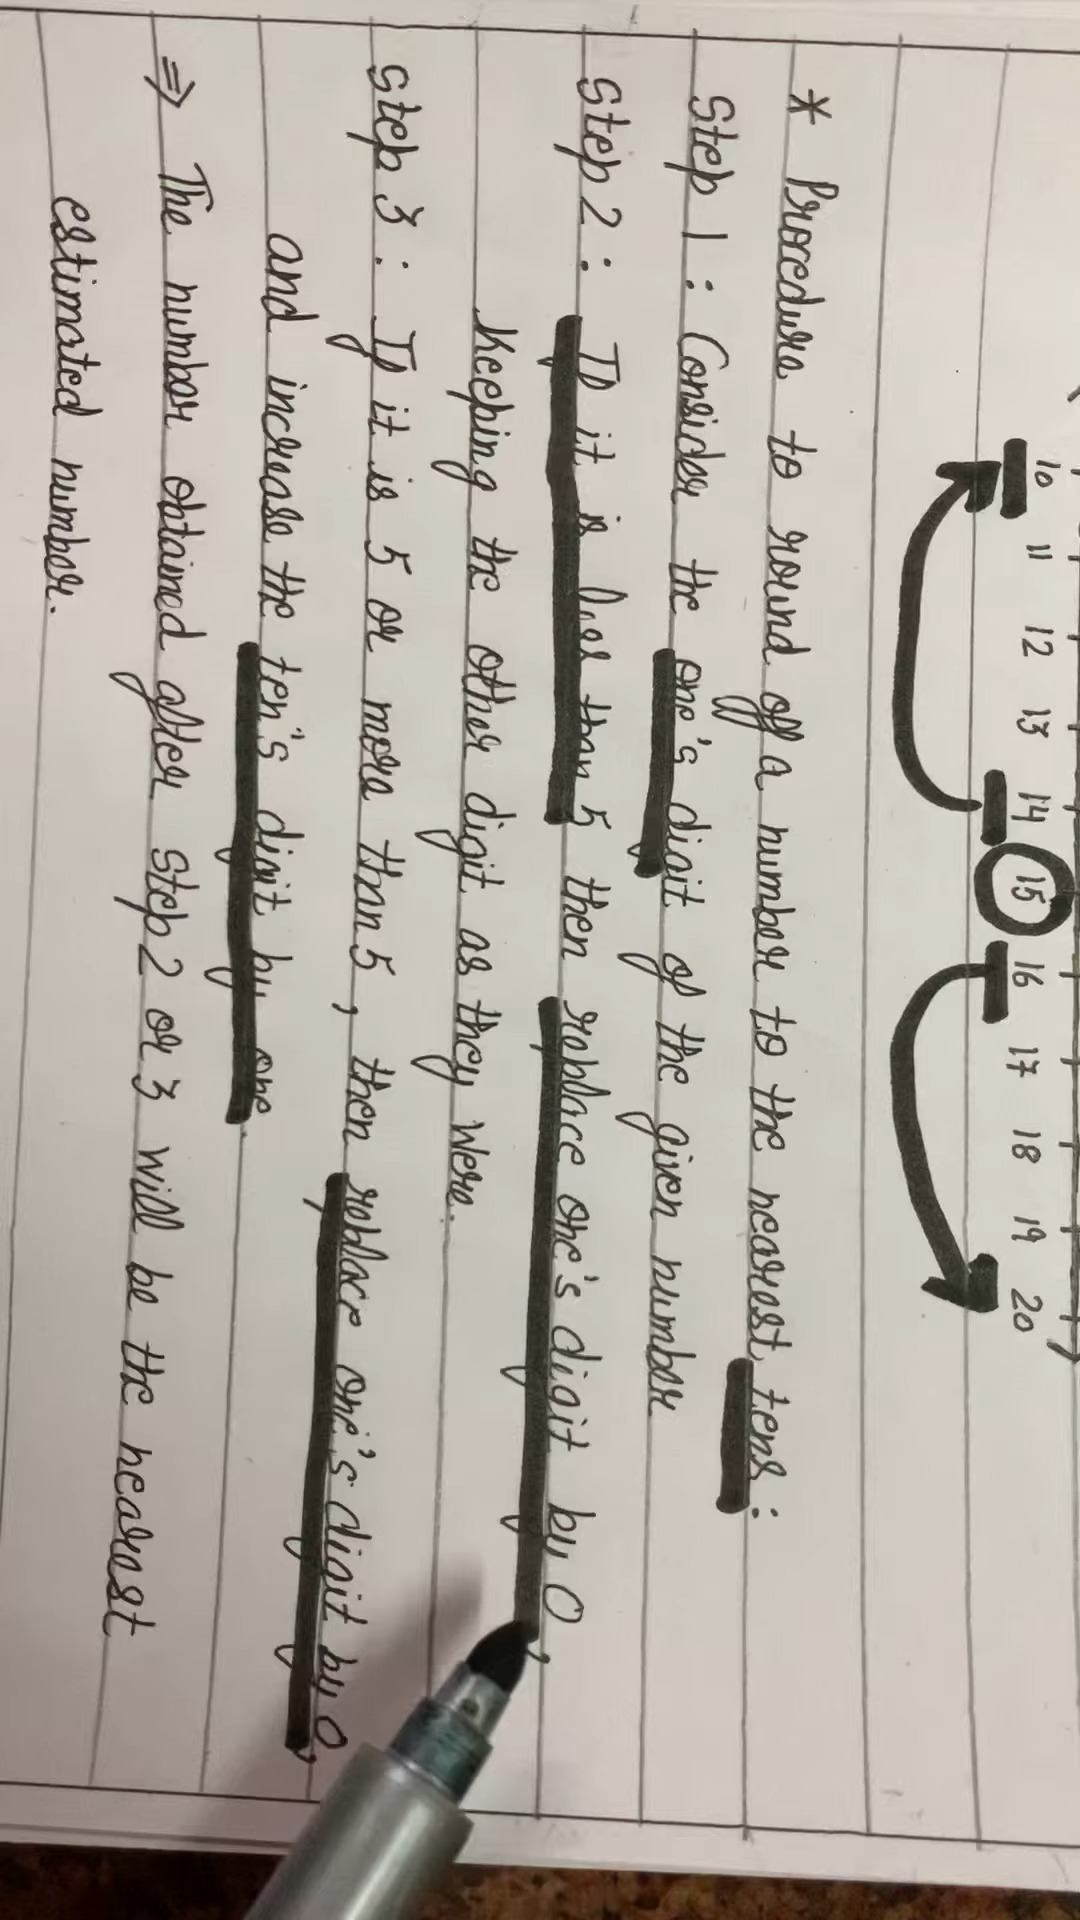 10 11 12 13 14 15 16 17 18 19 20
* Procedure to round off a number to the nearest tens :
Step 1 : Consider the one's digit of the given number
Step 2 : If it is less than 5 then replace one's digit by 0,
Keeping the other digit as they were.
Step 3 : If it is 5 or more than 5, then replace one's digit by 0,
and increase the ten's digit by one.
⇒ The number obtained after step 2 or 3 will be the nearest
estimated number.